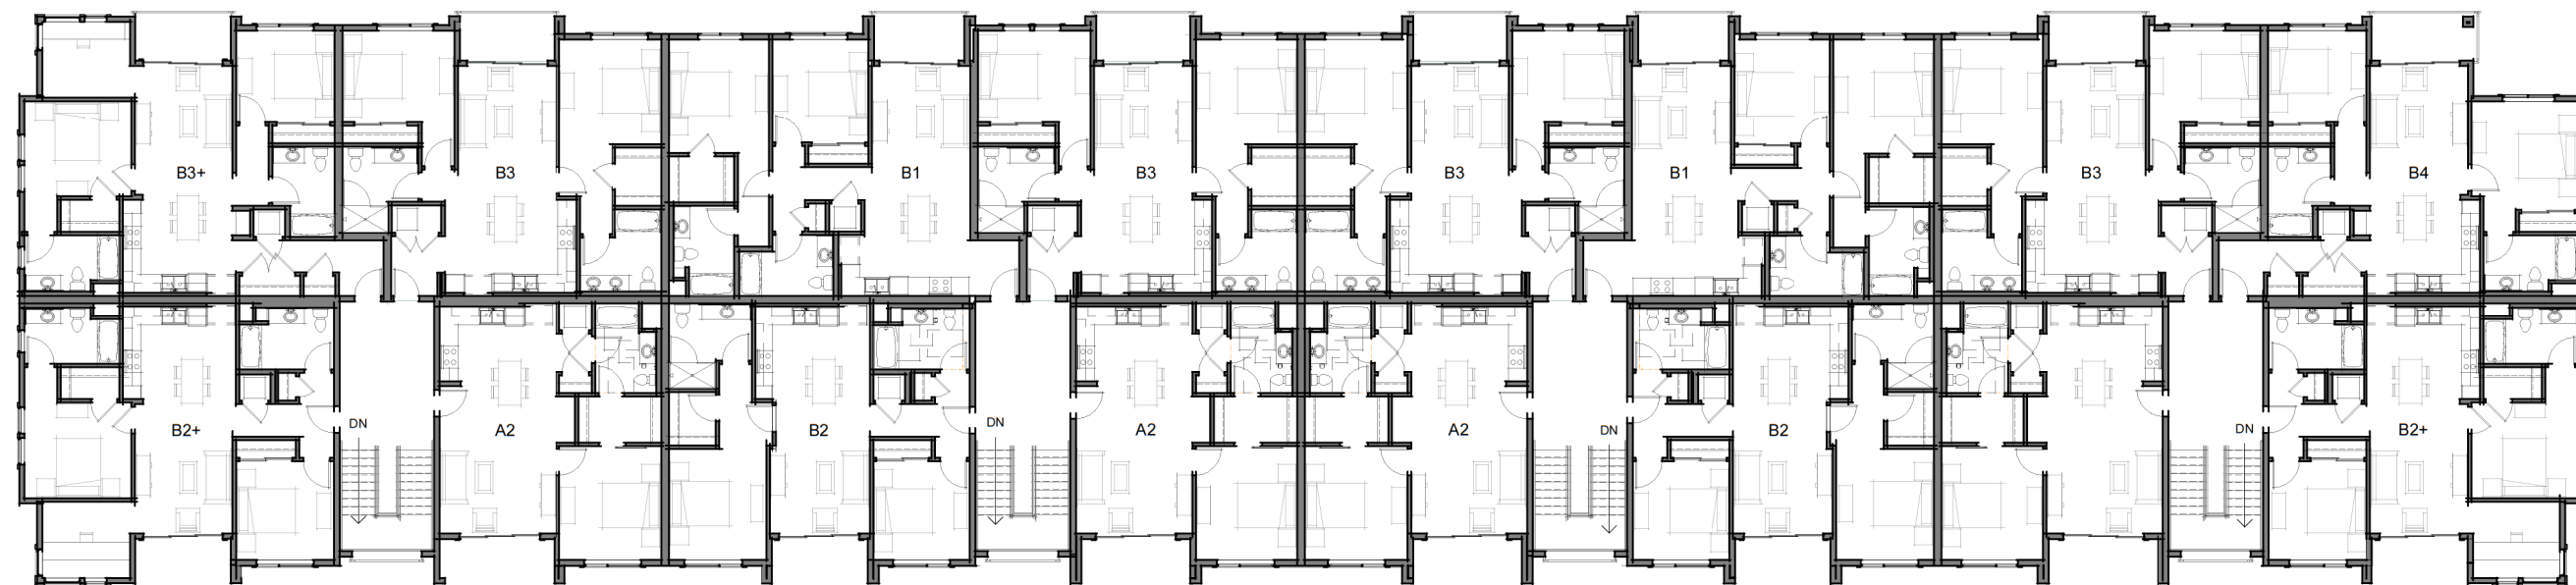 B3+ B3 B1 B3 B3 B1 B3 B4
DN DN DN DN
B2+ A2 B2 A2 A2 B2 B2+